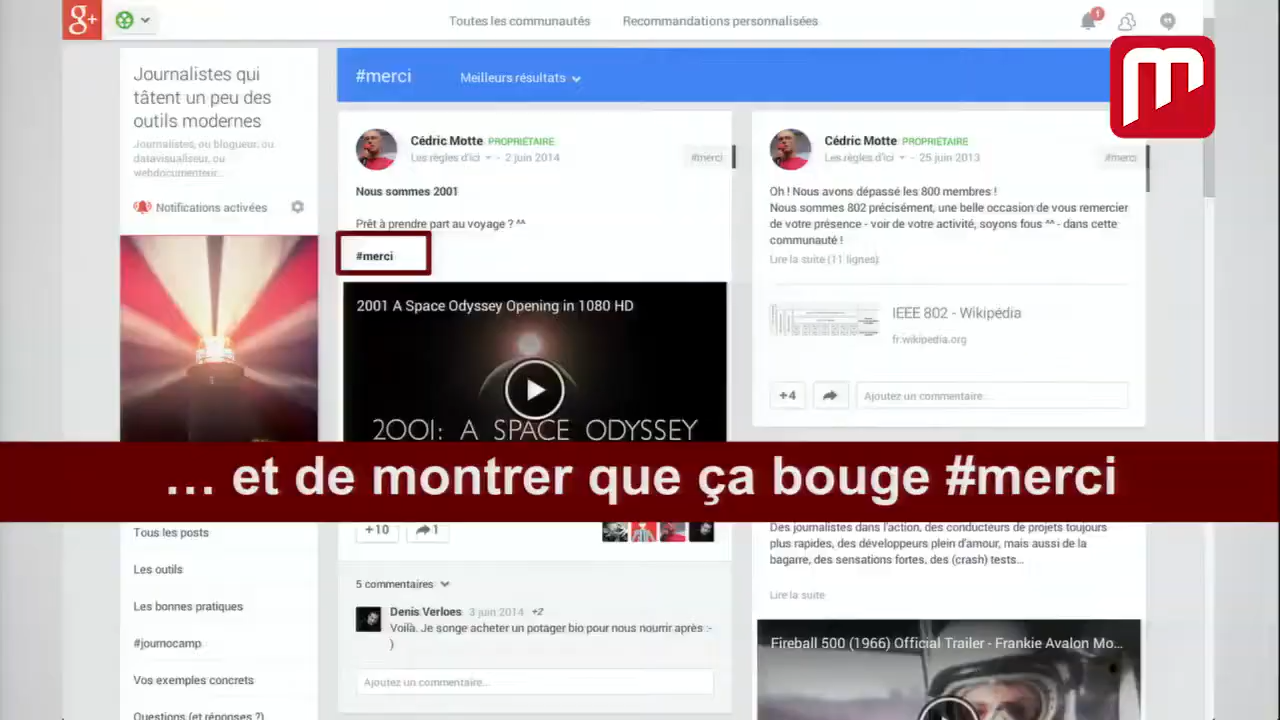 g+
Toutes les communautés
Recommandations personnalisées
1
Journalistes qui
tâtent un peu des
outils modernes
Journalistes, ou blogueur, ou
datavisualiseur, ou
webdocumenteur...
Notifications activées
#merci
Meilleurs résultats
Cédric Motte PROPRIÉTAIRE
Les règles d'ici - 2 juin 2014
#merci
Nous sommes 2001
Prêt à prendre part au voyage ? ^^
#merci
2001 A Space Odyssey Opening in 1080 HD
2001: A SPACE ODYSSEY
Cédric Motte PROPRIÉTAIRE
Les règles d'ici - 25 juin 2013
#merci
Oh ! Nous avons dépassé les 800 membres !
Nous sommes 802 précisément, une belle occasion de vous remercier
de votre présence - voir de votre activité, soyons fous ^^ - dans cette
communauté !
Lire la suite (11 lignes)
IEEE 802 - Wikipédia
fr.wikipedia.org
+4
Ajoutez un commentaire...
... et de montrer que ça bouge #merci
Tous les posts
Les outils
Les bonnes pratiques
#journocamp
Vos exemples concrets
Questions (et réponses ?)
+10
1
5 commentaires
Denis Verloes 3 juin 2014 +2
Voilà. Je songe acheter un potager bio pour nous nourrir après :-
)
Ajoutez un commentaire...
Des journalistes dans l'action, des conducteurs de projets toujours
plus rapides, des développeurs plein d'amour, mais aussi de la
bagarre, des sensations fortes, des (crash) tests...
Lire la suite
Fireball 500 (1966) Official Trailer - Frankie Avalon Mo...